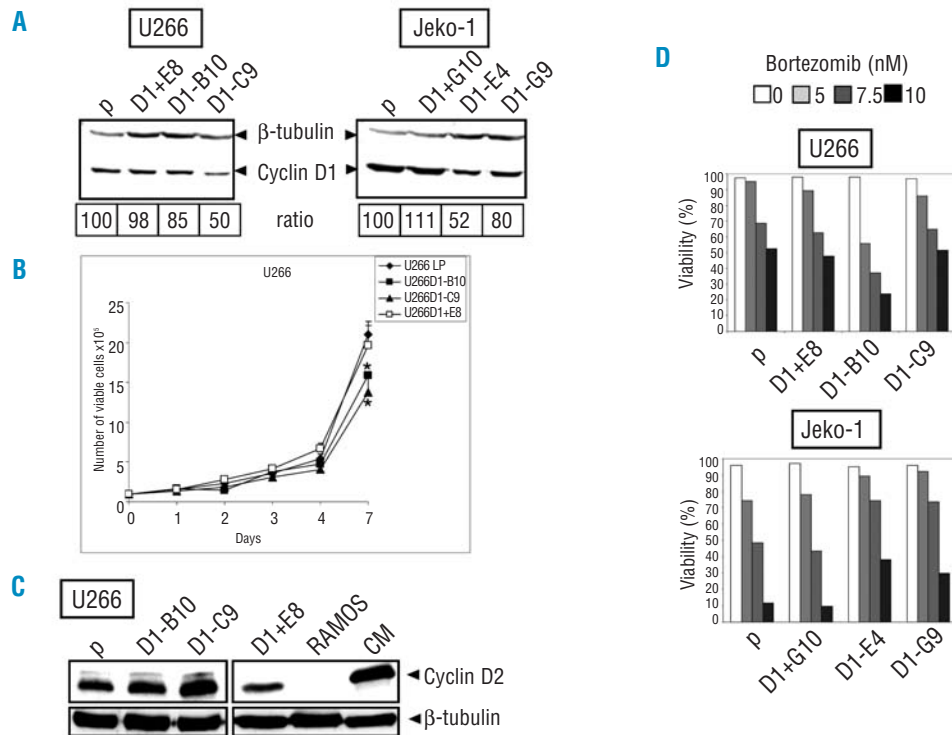 A
U266
Jeko-1
p D1+E8 D1-B10 D1-C9
p D1+G10 D1-E4 D1-G9
β-tubulin
Cyclin D1
100 98 85 50 ratio 100 111 52 80
B
U266
U266 LP
U266D1-B10
U266D1-C9
U266D1+E8
Number of viable cells x10⁵
25
20
15
10
5
0 1 2 3 4 7
Days
C
U266
p D1-B10 D1-C9 D1+E8 RAMOS CM
Cyclin D2
β-tubulin
D
Bortezomib (nM)
0 5 7.5 10
U266
Viability (%)
100
90
80
70
60
50
40
30
20
10
0
p D1+E8 D1-B10 D1-C9
Jeko-1
Viability (%)
100
90
80
70
60
50
40
30
20
10
p D1+G10 D1-E4 D1-G9